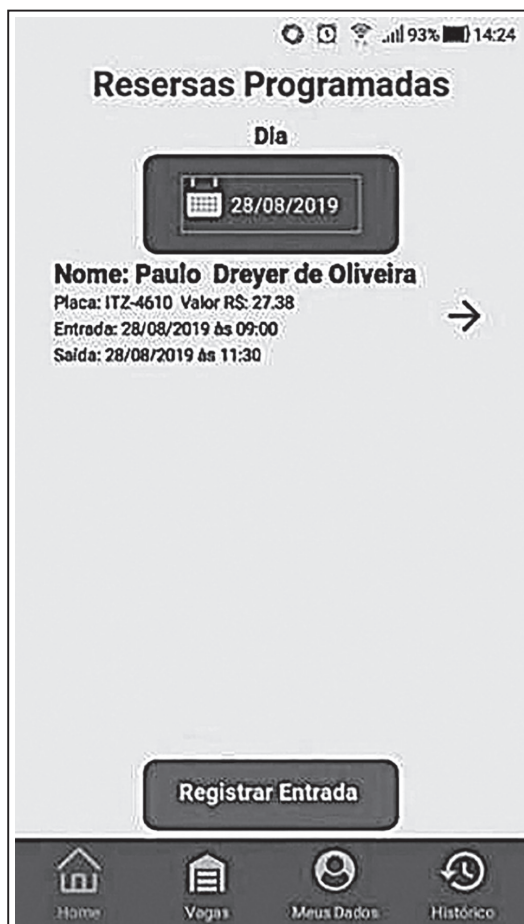 93% 14:24
Resersas Programadas
Dia
28/08/2019
Nome: Paulo Dreyer de Oliveira
Placa: ITZ-4610 Valor R$: 27.38
Entrada: 28/08/2019 às 09:00
Saída: 28/08/2019 às 11:30
Registrar Entrada
Home Vagas Meus Dados Histórico